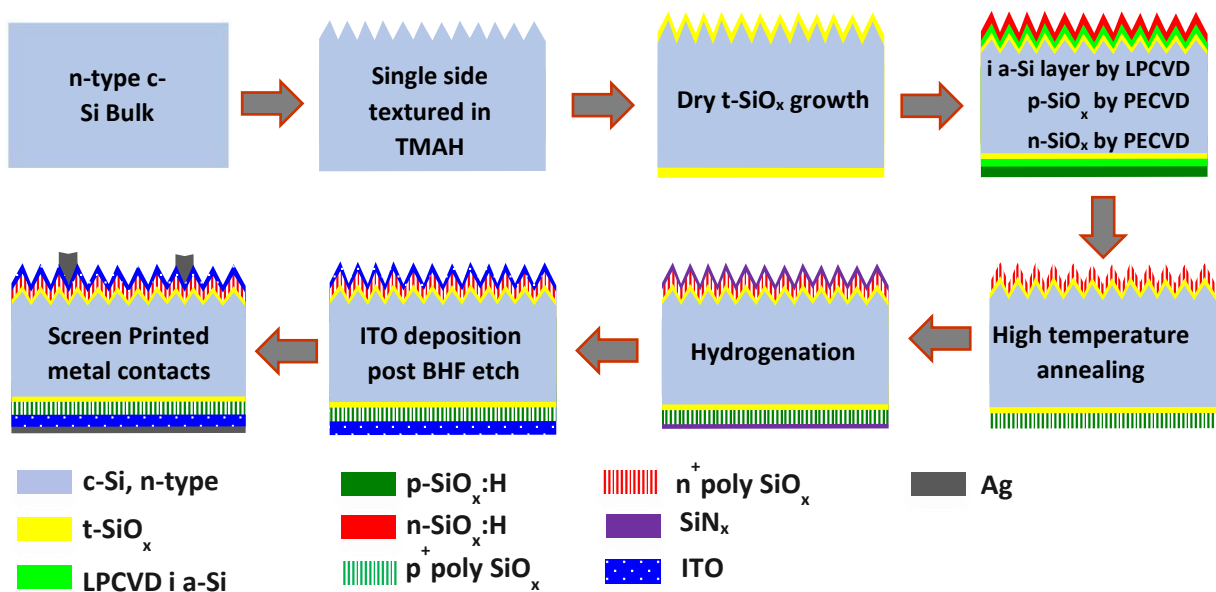 n-type c-
Si Bulk
Single side
textured in
TMAH
Dry t-SiOₓ growth
i a-Si layer by LPCVD
p-SiOₓ by PECVD
n-SiOₓ by PECVD
Screen Printed
metal contacts
ITO deposition
post BHF etch
Hydrogenation
High temperature
annealing
c-Si, n-type
t-SiOₓ
LPCVD i a-Si
p-SiOₓ:H
n-SiOₓ:H
p⁺poly SiOₓ
n⁺poly SiOₓ
SiNₓ
ITO
Ag